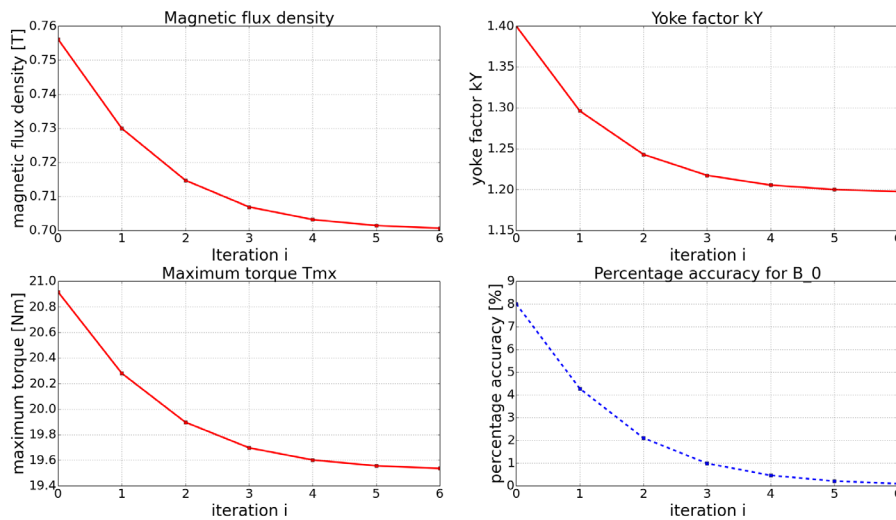 Magnetic flux density
magnetic flux density [T]
0.76
0.75
0.74
0.73
0.72
0.71
0.70
0 1 2 3 4 5 6
Iteration i
Yoke factor kY
yoke factor kY
1.40
1.35
1.30
1.25
1.20
1.15
0 1 2 3 4 5 6
iteration i
Maximum torque Tmx
maximum torque [Nm]
21.0
20.8
20.6
20.4
20.2
20.0
19.8
19.6
19.4
0 1 2 3 4 5 6
iteration i
Percentage accuracy for B_0
percentage accuracy [%]
9
8
7
6
5
4
3
2
1
0
0 1 2 3 4 5 6
iteration i